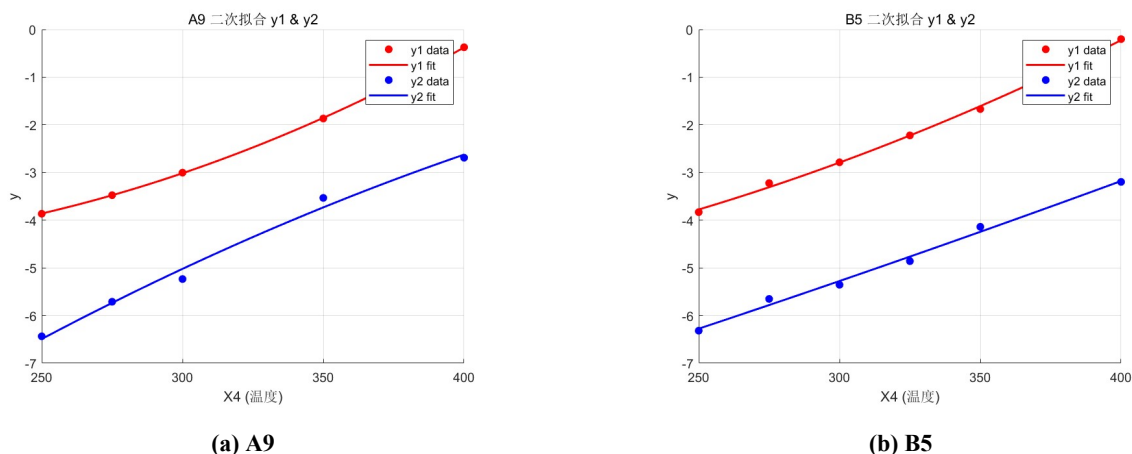 A9 二次拟合 y1 & y2
0
-1
-2
-3
-4
-5
-6
-7
y
250
300
350
400
X4 (温度)
y1 data
y1 fit
y2 data
y2 fit
(a) A9
B5 二次拟合 y1 & y2
0
-1
-2
-3
-4
-5
-6
-7
y
250
300
350
400
X4 (温度)
y1 data
y1 fit
y2 data
y2 fit
(b) B5